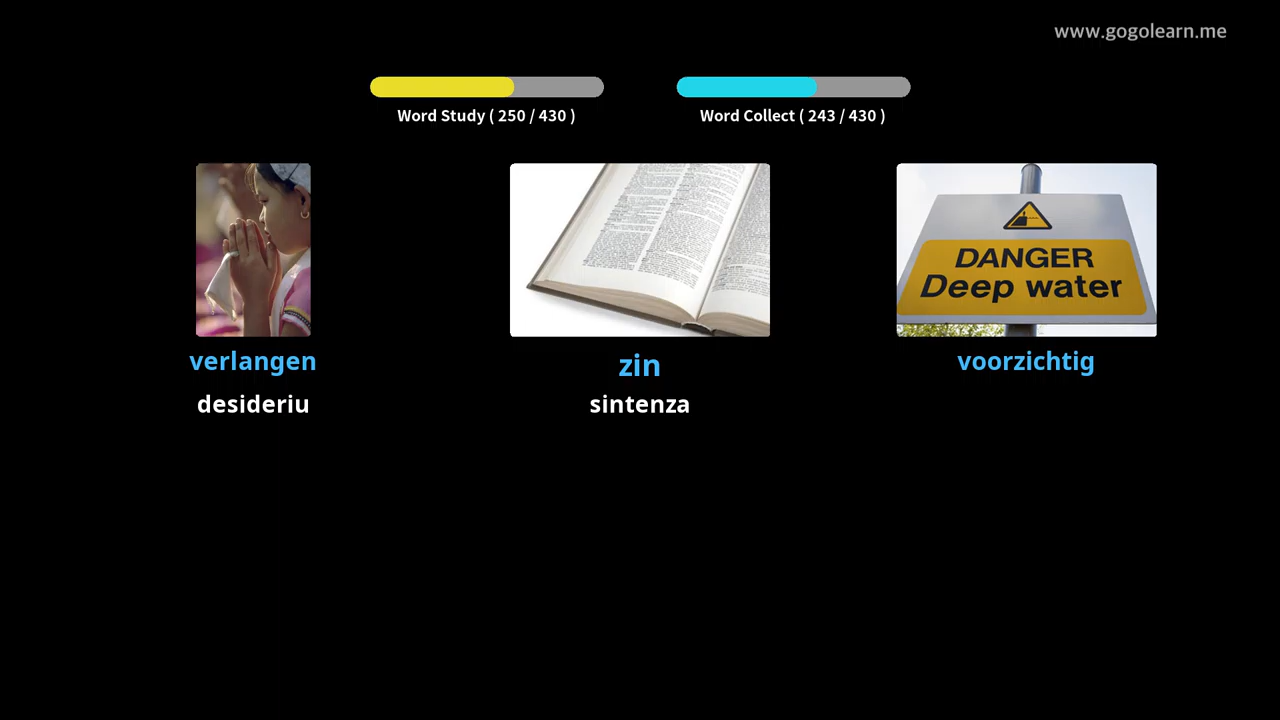 www.gogolearn.me
Word Study ( 250 / 430 )
Word Collect ( 243 / 430 )
DANGER
Deep water
verlangen
zin
voorzichtig
desideriu
sintenza